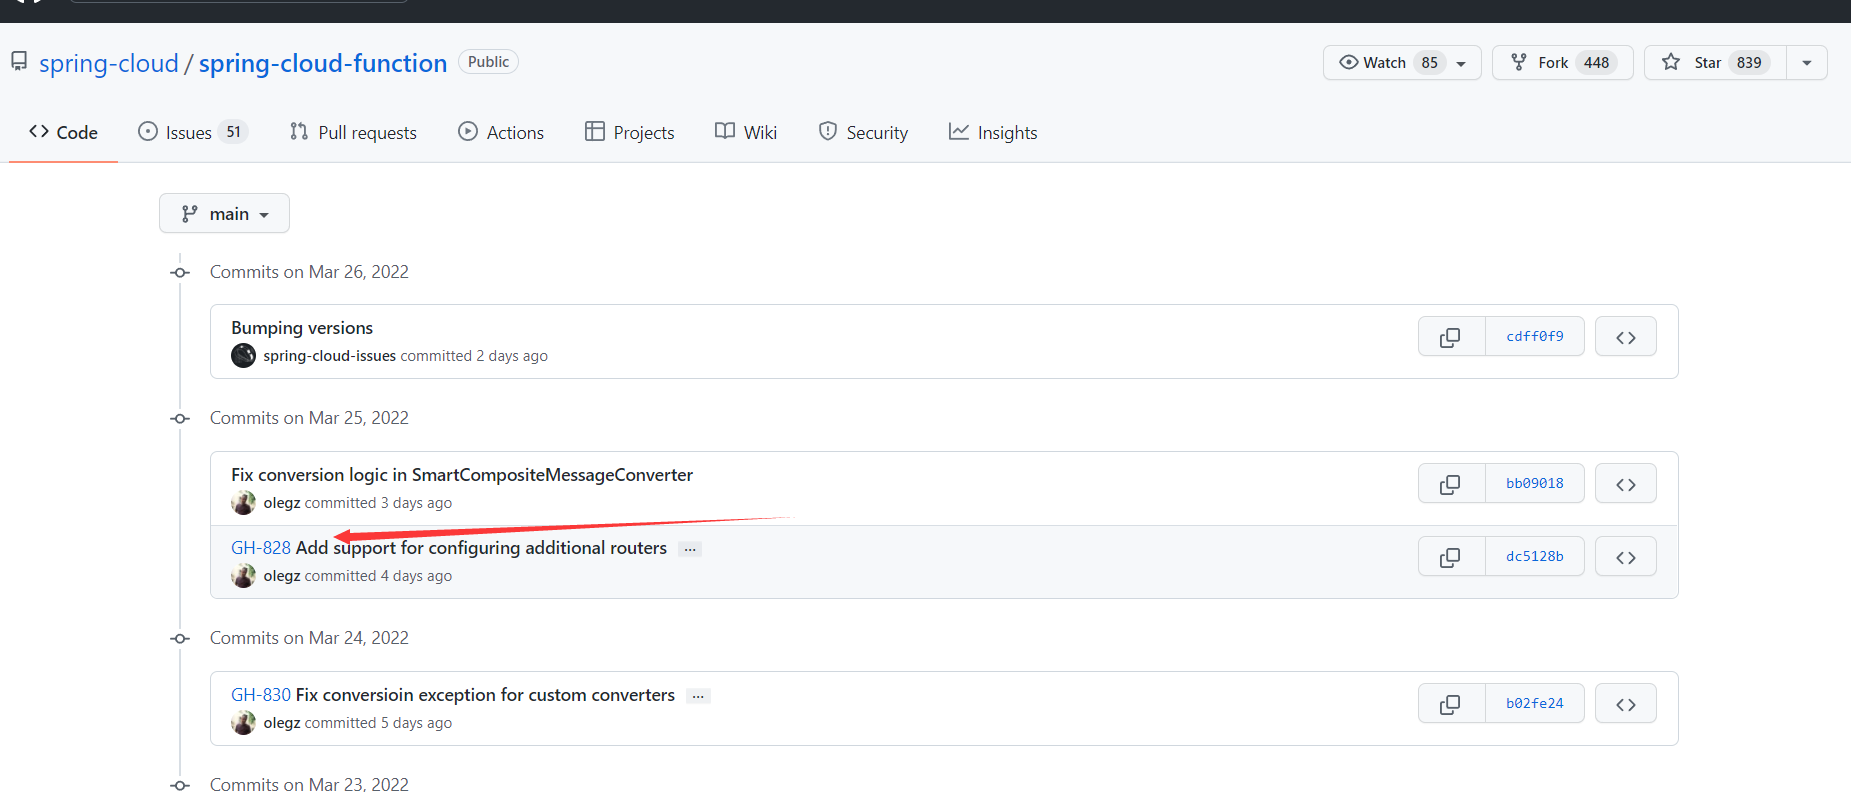 spring-cloud / spring-cloud-function Public
Watch 85 Fork 448 Star 839
Code Issues 51 Pull requests Actions Projects Wiki Security Insights
main
Commits on Mar 26, 2022
Bumping versions
spring-cloud-issues committed 2 days ago
cdff0f9
Commits on Mar 25, 2022
Fix conversion logic in SmartCompositeMessageConverter
olegz committed 3 days ago
bb09018
GH-828 Add support for configuring additional routers ...
olegz committed 4 days ago
dc5128b
Commits on Mar 24, 2022
GH-830 Fix conversioin exception for custom converters ...
olegz committed 5 days ago
b02fe24
Commits on Mar 23, 2022